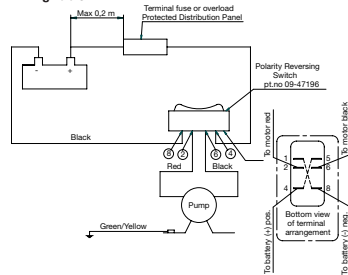 Max 0,2 m
Terminal fuse or overload
Protected Distribution Panel
-
+
Polarity Reversing
Switch
pt.no 09-47196
Black
8
2
6
4
Red
Black
Pump
Green/Yellow
To motor red
To motor black
1
5
2
6
4
8
Bottom view
of terminal
arrangement
To battery (+) pos.
To battery (-) neg.